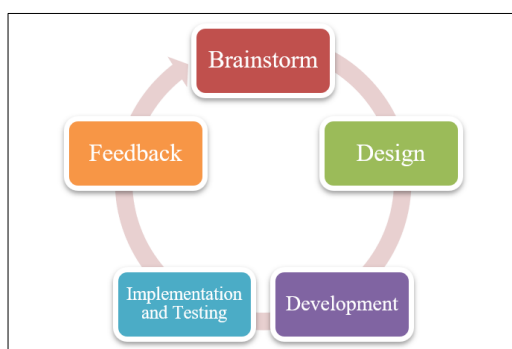 Brainstorm
Design
Development
Implementation
and Testing
Feedback